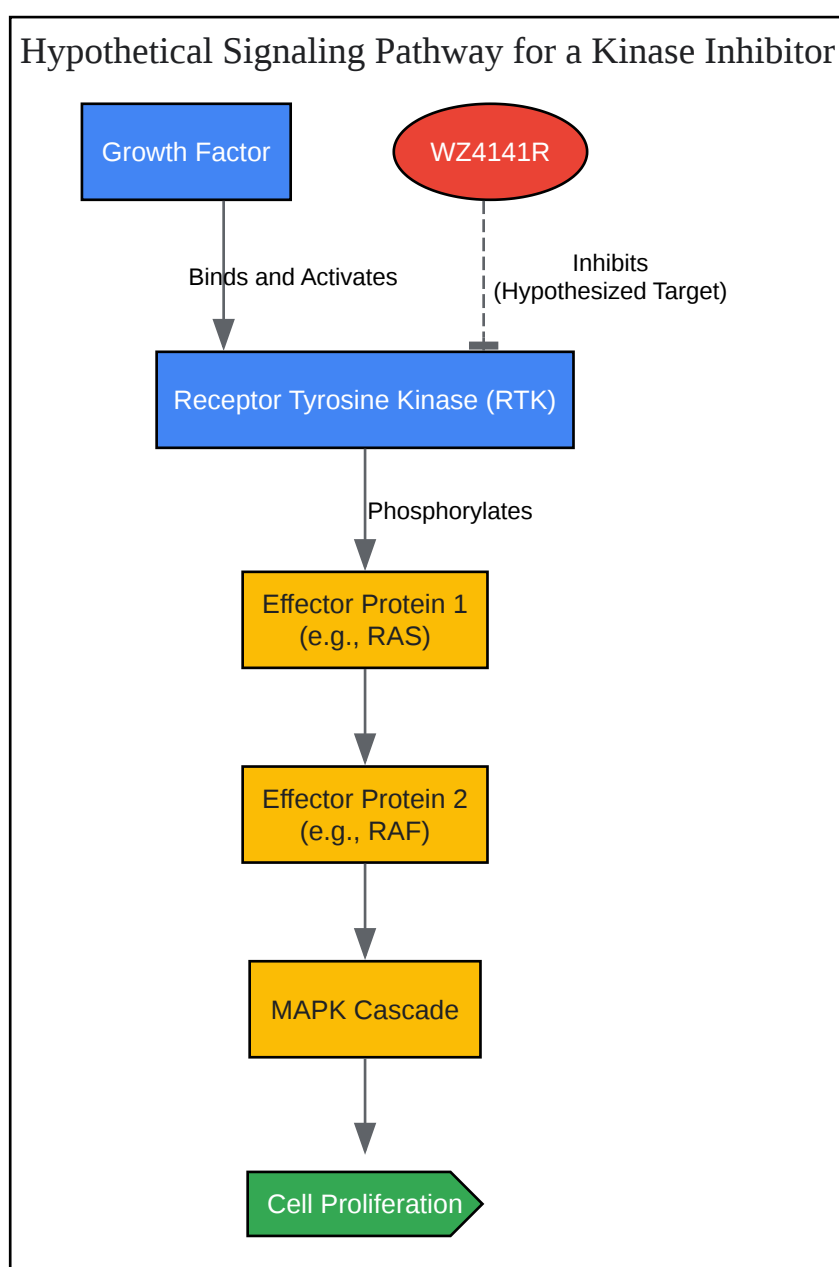 Hypothetical Signaling Pathway for a Kinase Inhibitor
Growth Factor
WZ4141R
Binds and Activates
Inhibits
(Hypothesized Target)
Receptor Tyrosine Kinase (RTK)
Phosphorylates
Effector Protein 1
(e.g., RAS)
Effector Protein 2
(e.g., RAF)
MAPK Cascade
Cell Proliferation